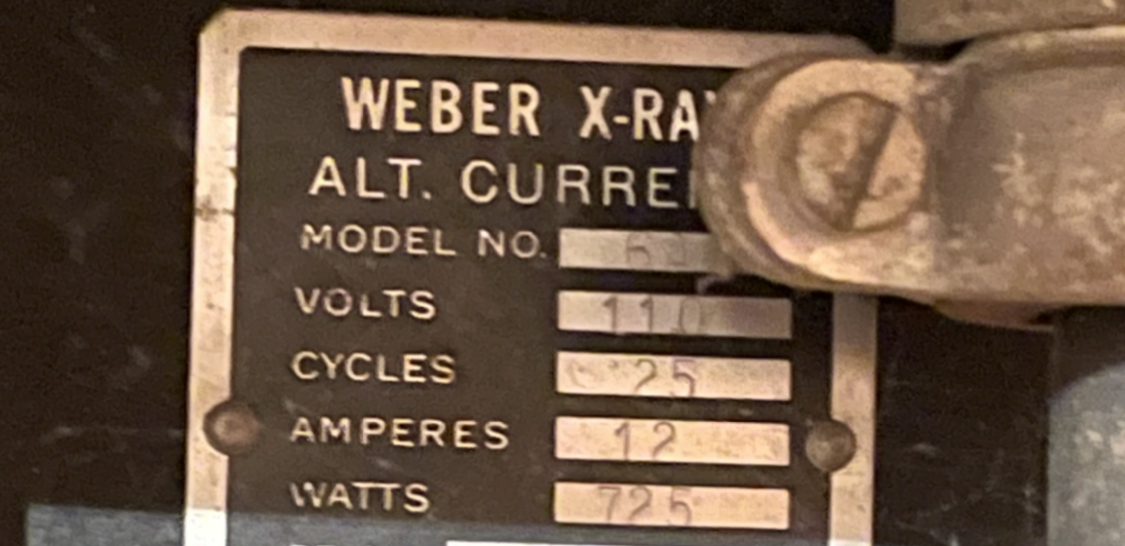 WEBER X-RA
ALT. CURRE
MODEL NO.
VOLTS 110
CYCLES 25
AMPERES 12
WATTS 725